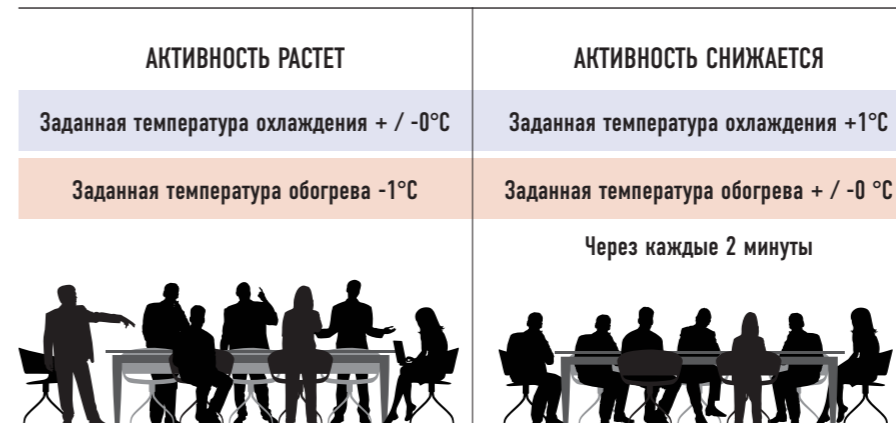 АКТИВНОСТЬ РАСТЕТ
Заданная температура охлаждения + / -0°C
Заданная температура обогрева -1°C
АКТИВНОСТЬ СНИЖАЕТСЯ
Заданная температура охлаждения +1°C
Заданная температура обогрева + / -0 °C
Через каждые 2 минуты